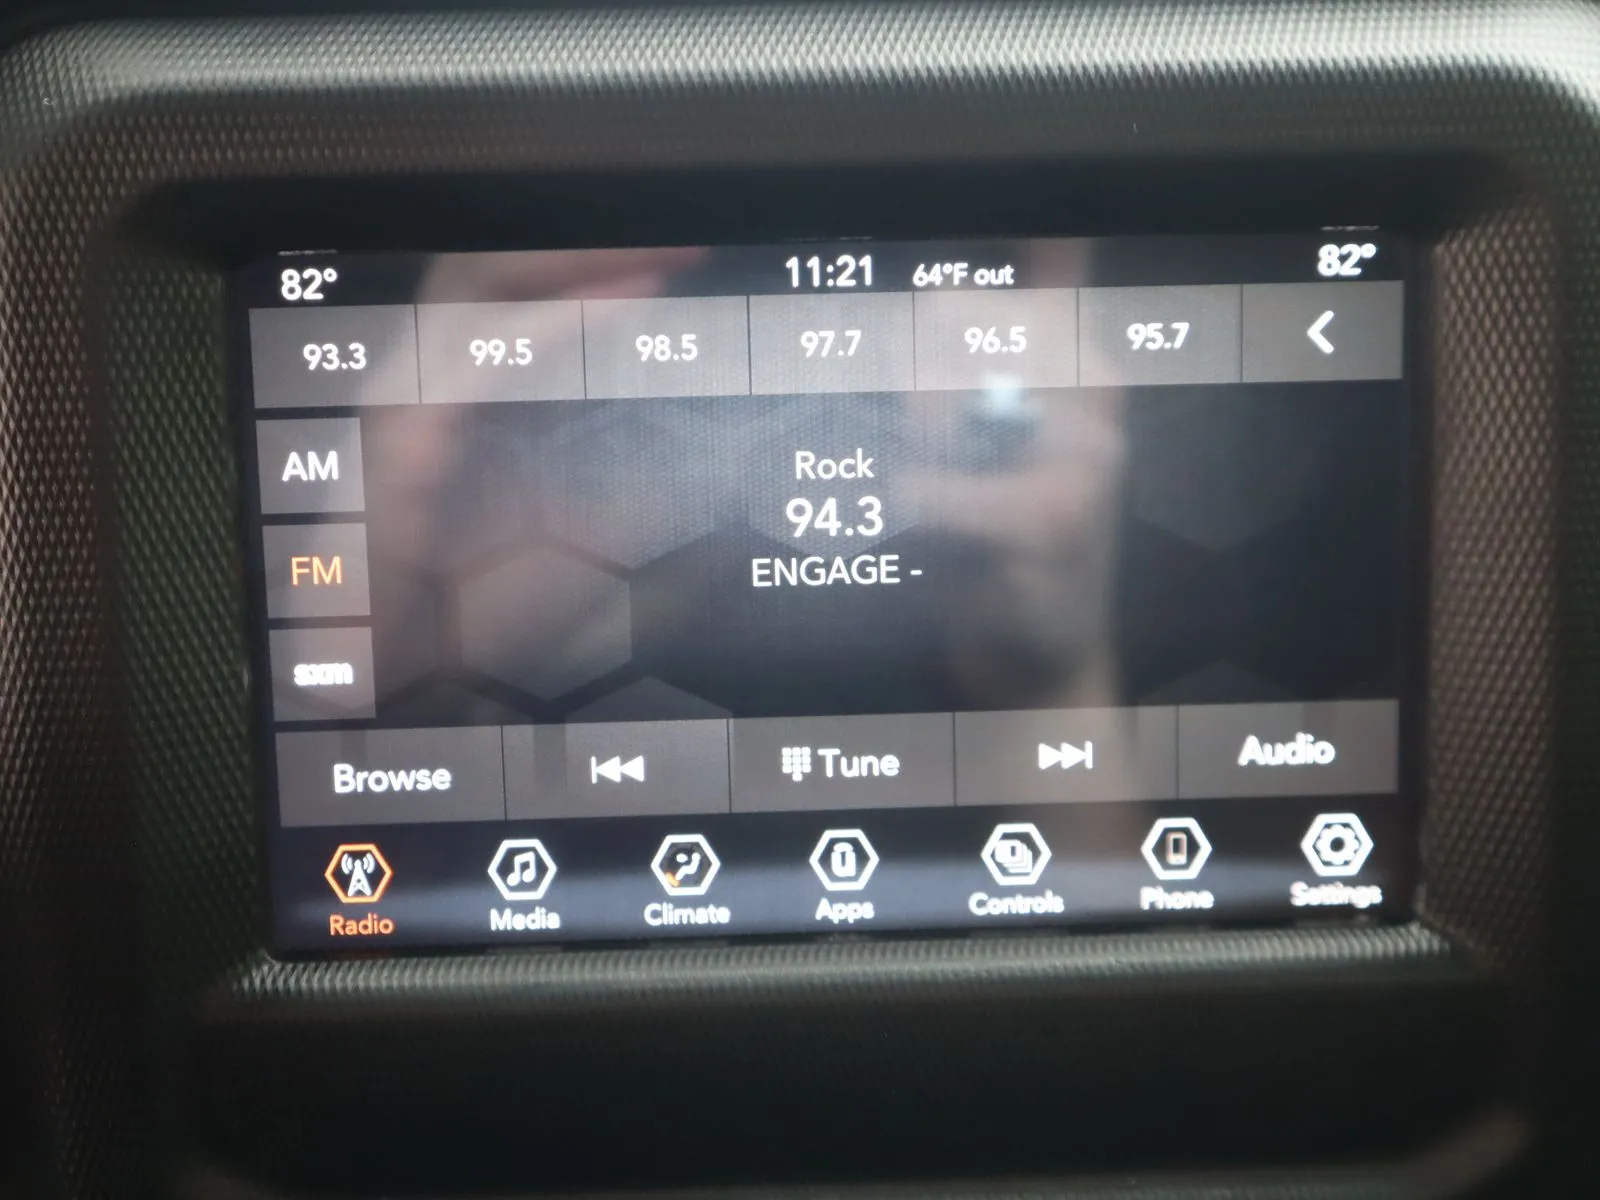 82° 11:21 64°F out 82°
93.3 99.5 98.5 97.7 96.5 95.7
AM
Rock
94.3
FM
ENGAGE -
sxm
Browse Tune Audio
Radio Media Climate Apps Controls Phone Settings